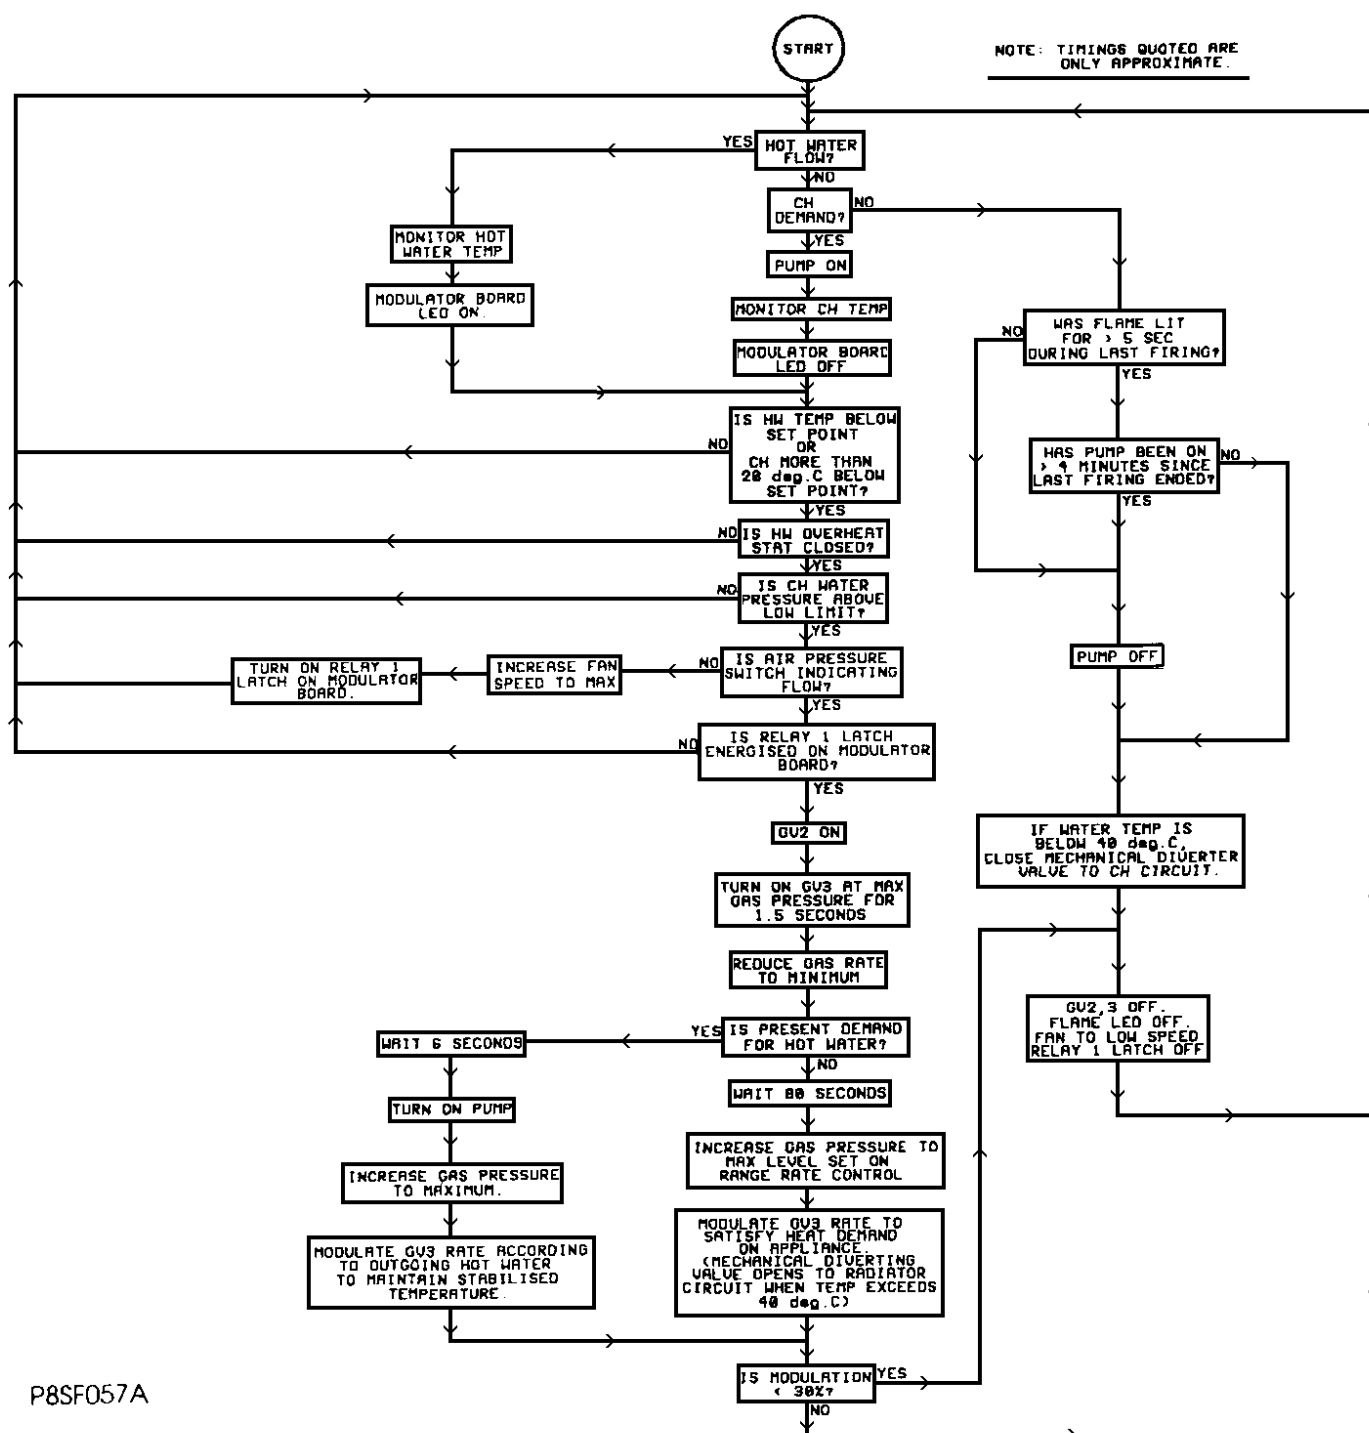 START
NOTE: TIMINGS QUOTED ARE
ONLY APPROXIMATE.
YES
HOT WATER
FLOW?
NO
CH
DEMAND?
NO
YES
PUMP ON
MONITOR HOT
WATER TEMP
MODULATOR BOARD
LED ON.
MONITOR CH TEMP
MODULATOR BOARD
LED OFF
NO
WAS FLAME LIT
FOR > 5 SEC
DURING LAST FIRING?
YES
IS HW TEMP BELOW
SET POINT
OR
CH MORE THAN
20 deg.C BELOW
SET POINT?
NO
YES
HAS PUMP BEEN ON
> 4 MINUTES SINCE
LAST FIRING ENDED?
NO
YES
NO
IS HW OVERHEAT
STAT CLOSED?
YES
NO
IS CH WATER
PRESSURE ABOVE
LOW LIMIT?
YES
TURN ON RELAY 1
LATCH ON MODULATOR
BOARD.
INCREASE FAN
SPEED TO MAX
NO
IS AIR PRESSURE
SWITCH INDICATING
FLOW?
YES
PUMP OFF
NO
IS RELAY 1 LATCH
ENERGISED ON MODULATOR
BOARD?
YES
GV2 ON
IF WATER TEMP IS
BELOW 40 deg.C,
CLOSE MECHANICAL DIVERTER
VALVE TO CH CIRCUIT.
TURN ON GV3 AT MAX
GAS PRESSURE FOR
1.5 SECONDS
REDUCE GAS RATE
TO MINIMUM
GV2,3 OFF.
FLAME LED OFF.
FAN TO LOW SPEED
RELAY 1 LATCH OFF
WAIT 6 SECONDS
YES
IS PRESENT DEMAND
FOR HOT WATER?
NO
WAIT 80 SECONDS
TURN ON PUMP
INCREASE GAS PRESSURE TO
MAX LEVEL SET ON
RANGE RATE CONTROL
INCREASE GAS PRESSURE
TO MAXIMUM.
MODULATE GV3 RATE TO
SATISFY HEAT DEMAND
ON APPLIANCE.
(MECHANICAL DIVERTING
VALVE OPENS TO RADIATOR
CIRCUIT WHEN TEMP EXCEEDS
40 deg.C)
MODULATE GV3 RATE ACCORDING
TO OUTGOING HOT WATER
TO MAINTAIN STABILISED
TEMPERATURE.
IS MODULATION
< 30%?
YES
NO
P8SF057A